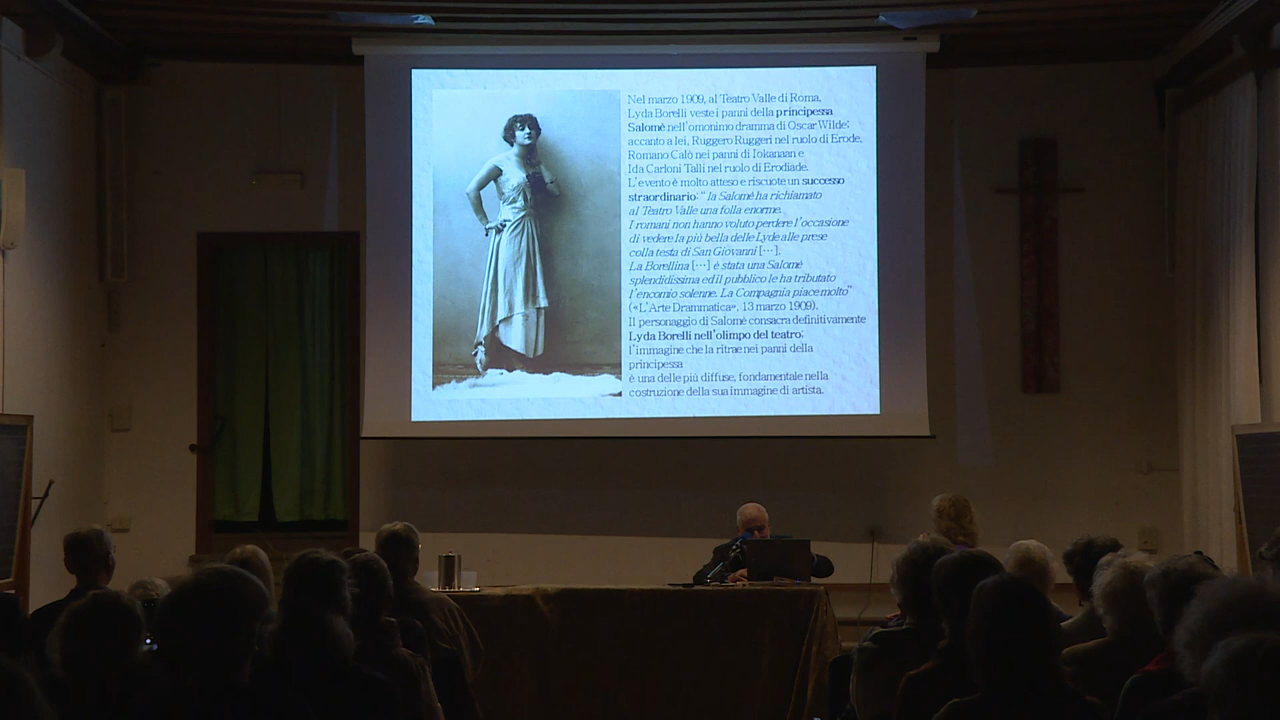 Nel marzo 1909, al Teatro Valle di Roma,
Lyda Borelli veste i panni della principessa
Salomè nell'omonimo dramma di Oscar Wilde;
accanto a lei, Ruggero Ruggeri nel ruolo di Erode,
Romano Calò nei panni di Iokanaan e
Ida Carloni Talli nel ruolo di Erodiade.
L'evento è molto atteso e riscuote un successo
straordinario: " la Salomè ha richiamato
al Teatro Valle una folla enorme.
I romani non hanno voluto perdere l'occasione
di vedere la più bella delle Lyde alle prese
colla testa di San Giovanni [···].
La Borellina [···] è stata una Salomè
splendidissima ed il pubblico le ha tributato
l'encomio solenne. La Compagnia piace molto"
(«L'Arte Drammatica», 13 marzo 1909).
Il personaggio di Salomè consacra definitivamente
Lyda Borelli nell'olimpo del teatro;
l'immagine che la ritrae nei panni della
principessa
è una delle più diffuse, fondamentale nella
costruzione della sua immagine di artista.